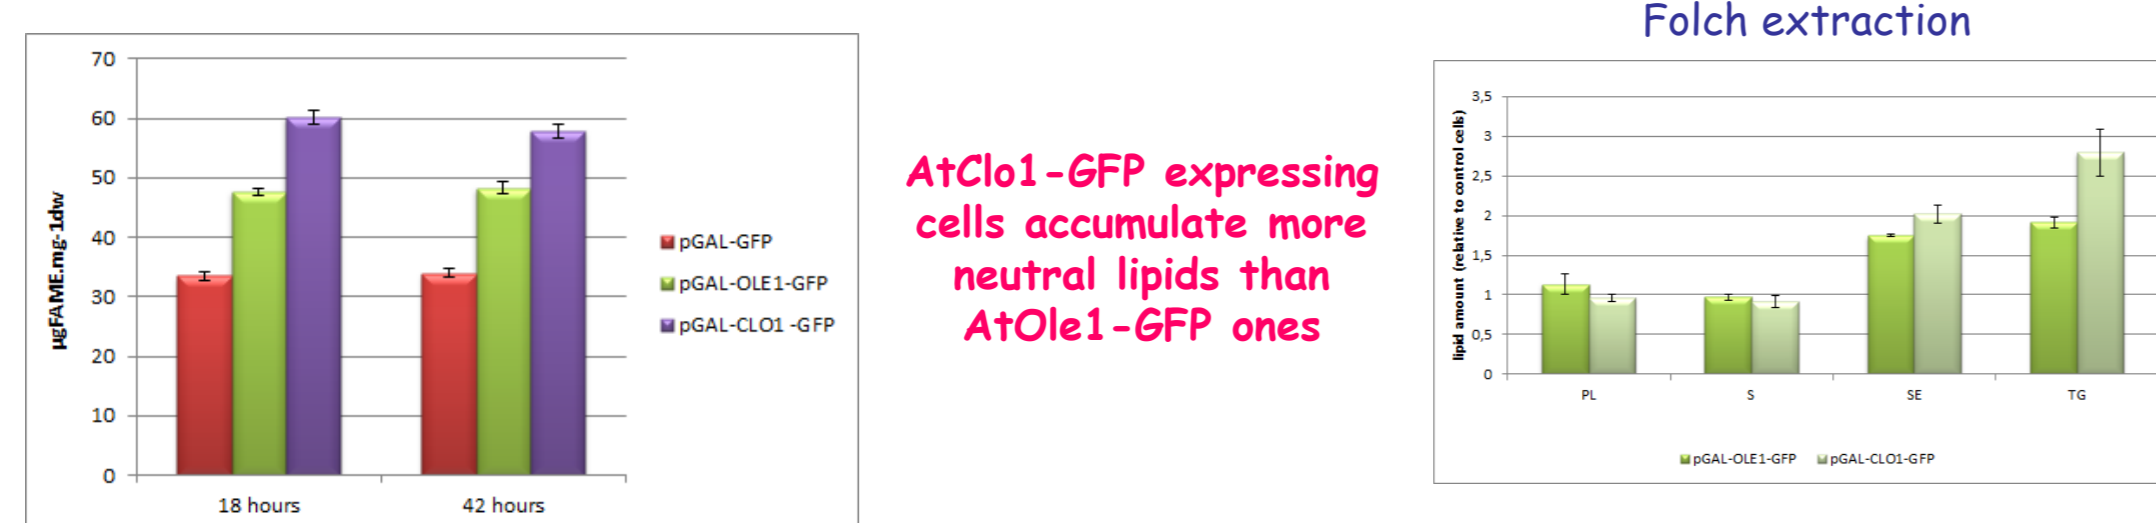 Folch extraction
70
60
50
40
30
20
10
0
µgFAME.mg-1dw
18 hours
42 hours
pGAL-GFP
pGAL-OLE1-GFP
pGAL-CLO1 -GFP
AtClo1-GFP expressing
cells accumulate more
neutral lipids than
AtOle1-GFP ones
3,5
3
2,5
2
1,5
1
0,5
0
lipid amount (relative to control cells)
PL
S
SE
TG
pGAL-OLE1-GFP
pGAL-CLO1-GFP